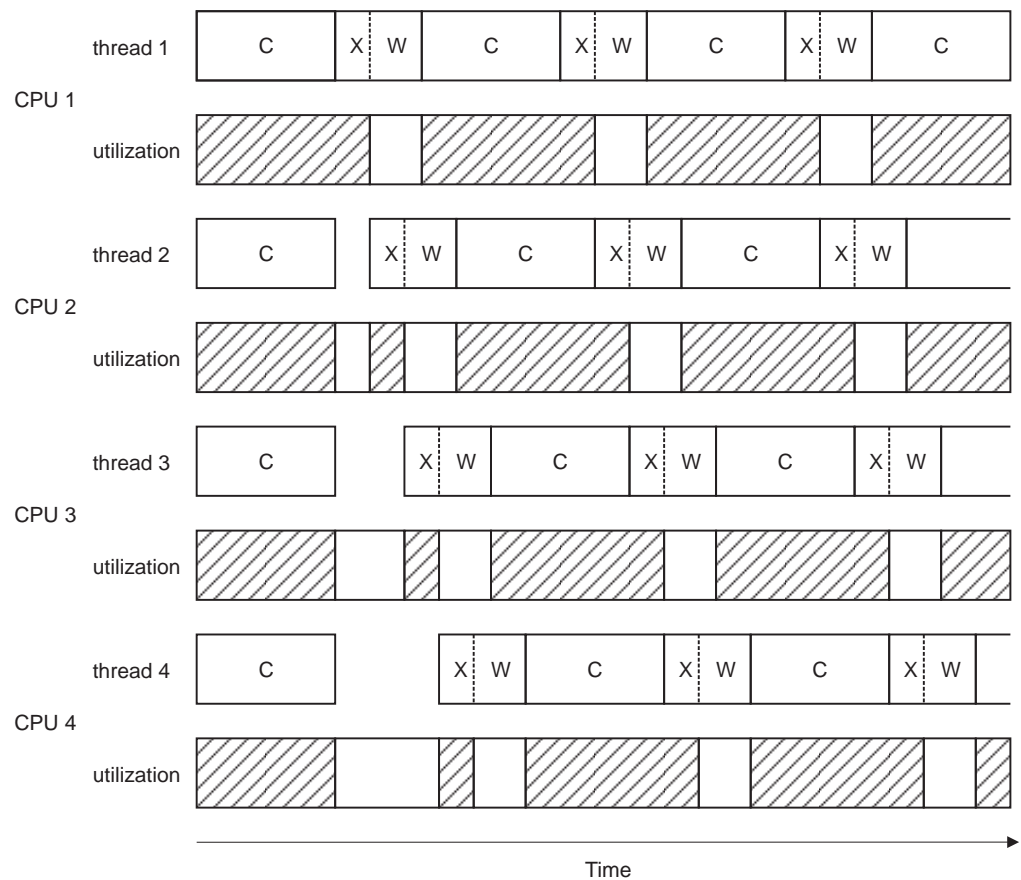 thread 1 C X W C X W C X W C
CPU 1
utilization
thread 2 C X W C X W C X W
CPU 2
utilization
thread 3 C X W C X W C X W
CPU 3
utilization
thread 4 C X W C X W C X W
CPU 4
utilization
Time